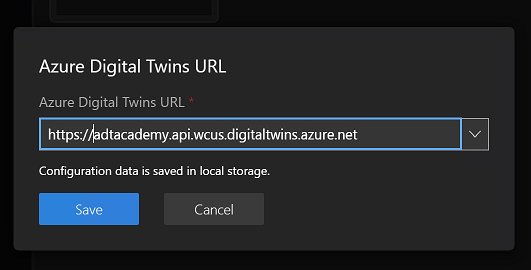 Azure Digital Twins URL
Azure Digital Twins URL *
https://adtacademy.api.wcus.digitaltwins.azure.net
Configuration data is saved in local storage.
Save Cancel